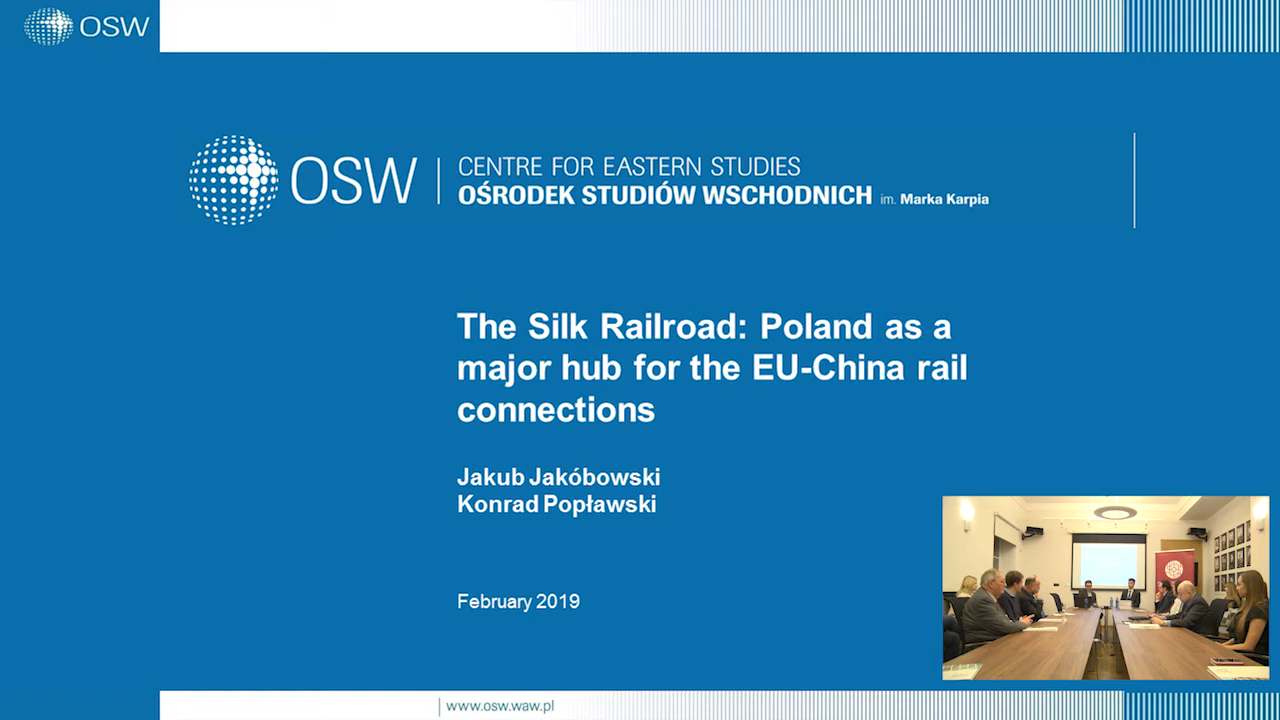 OSW
OSW
CENTRE FOR EASTERN STUDIES
OŚRODEK STUDIÓW WSCHODNICH im. Marka Karpia
The Silk Railroad: Poland as a
major hub for the EU-China rail
connections
Jakub Jakóbowski
Konrad Popławski
February 2019
www.osw.waw.pl